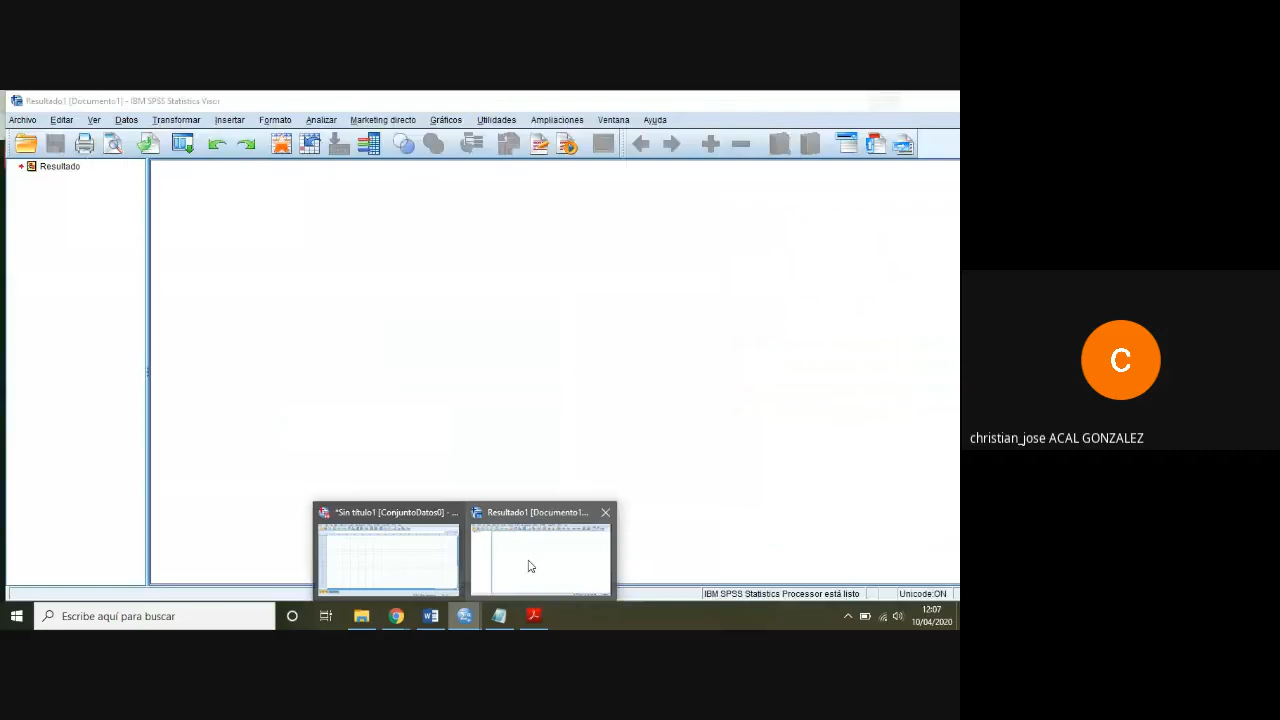 Resultado1 [Documento1] - IBM SPSS Statistics Visor
Archivo Editar Ver Datos Transformar Insertar Formato Analizar Marketing directo Gráficos Utilidades Ampliaciones Ventana Ayuda
Resultado
C
christian_jose ACAL GONZALEZ
*Sin título1 [ConjuntoDatos0] - ...
Resultado1 [Documento1...
IBM SPSS Statistics Processor está listo
Unicode:ON
Escribe aquí para buscar
12:07
10/04/2020